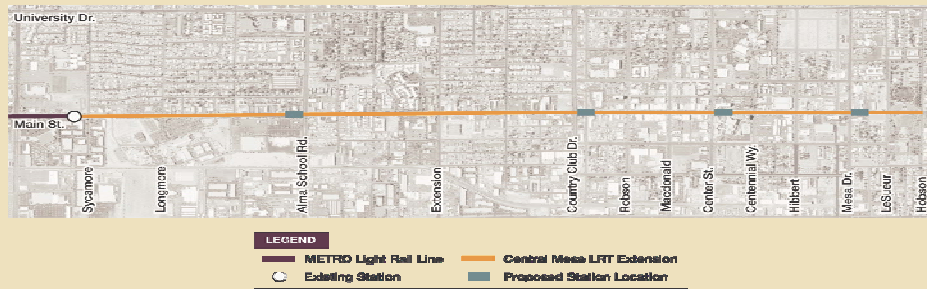 University Dr.
Main St.
Sycamore
Longmore
Alma School Rd.
Extension
Country Club Dr.
Robson
Macdonald
Center St.
Centennial Wy.
Hibbert
Mesa Dr.
LeSueur
Hobson
LEGEND
METRO Light Rail Line
Central Mesa LRT Extension
Existing Station
Proposed Station Location